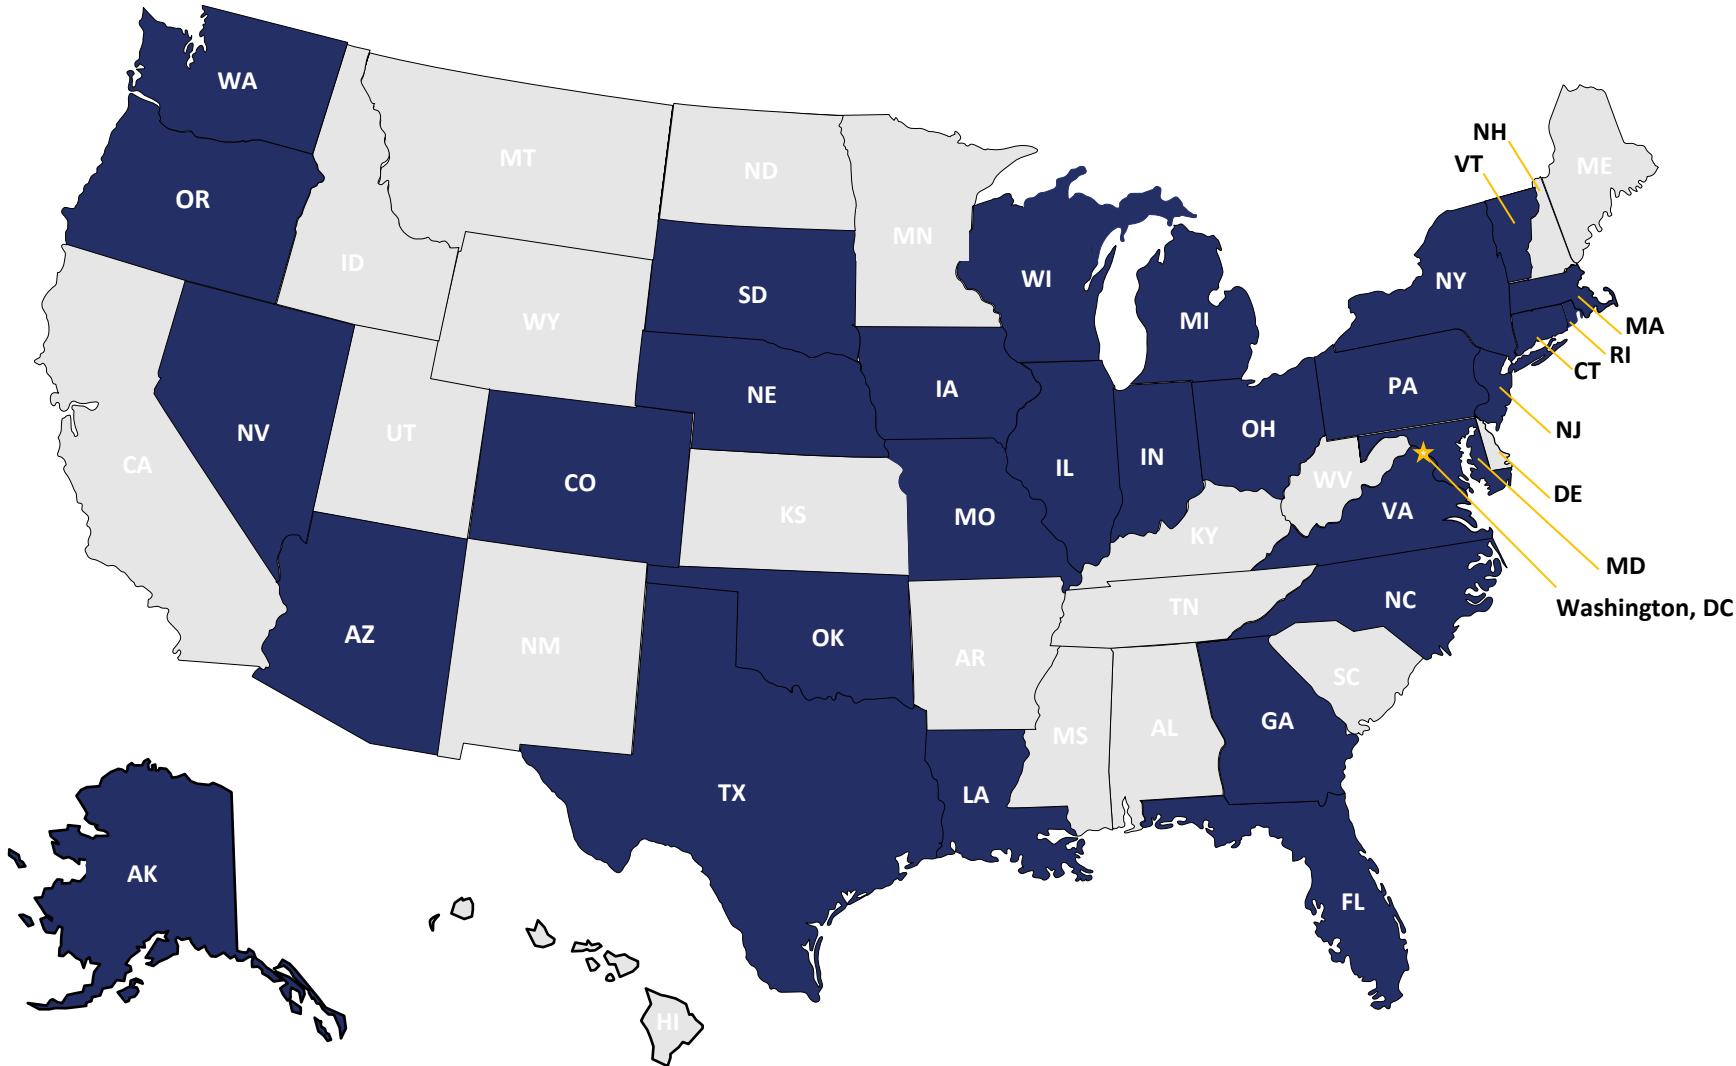 WA
MT
ND
NH
VT
ME
OR
MN
ID
WI
NY
SD
WY
MI
MA
RI
CT
PA
IA
NE
NV
UT
OH
NJ
CA
CO
IL
IN
WV
DE
KS
MO
VA
KY
MD
NC
TN
Washington, DC
AZ
NM
OK
AR
SC
GA
MS
AL
TX
LA
AK
FL
HI